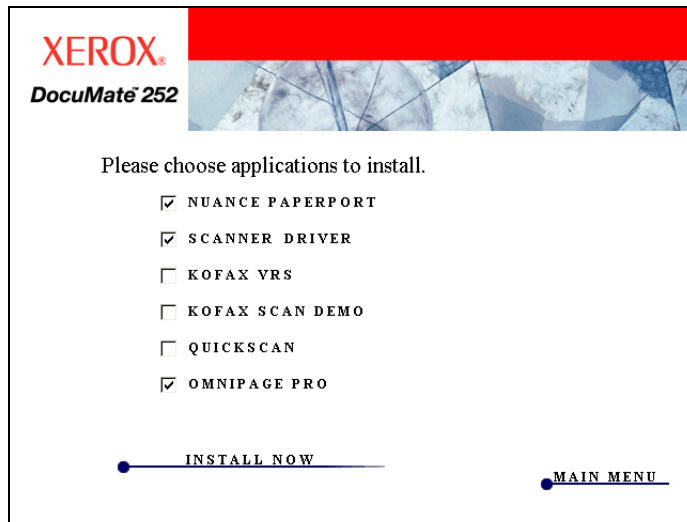 XEROX®
DocuMate™ 252
Please choose applications to install.
NUANCE PAPERPORT
SCANNER DRIVER
KOFAX VRS
KOFAX SCAN DEMO
QUICKSCAN
OMNIPAGE PRO
INSTALL NOW
MAIN MENU